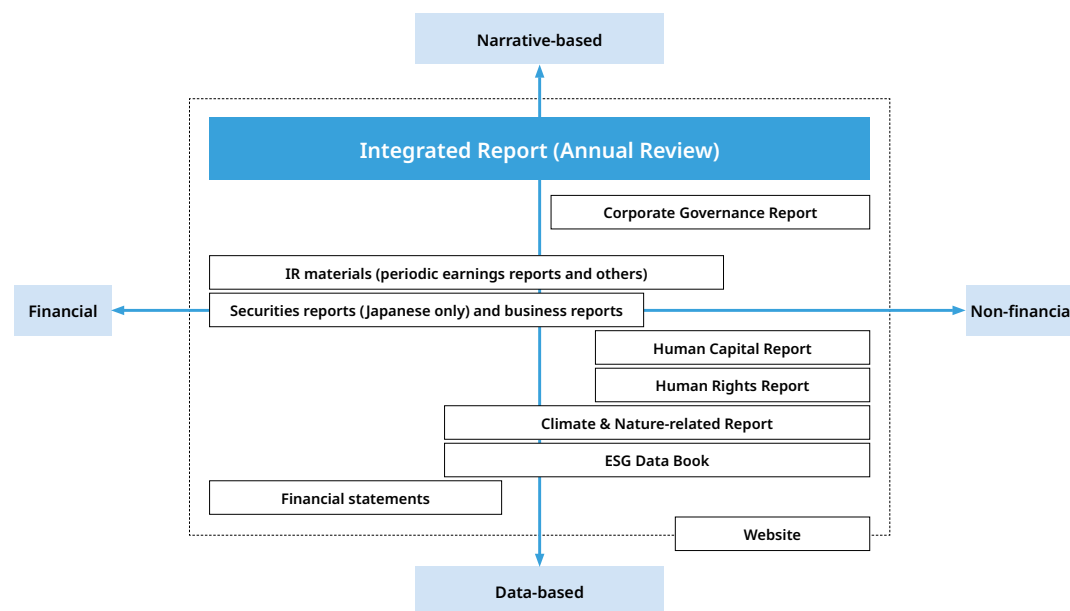 Narrative-based
Integrated Report (Annual Review)
Corporate Governance Report
IR materials (periodic earnings reports and others)
Financial
Securities reports (Japanese only) and business reports
Non-financia
Human Capital Report
Human Rights Report
Climate & Nature-related Report
ESG Data Book
Financial statements
Website
Data-based